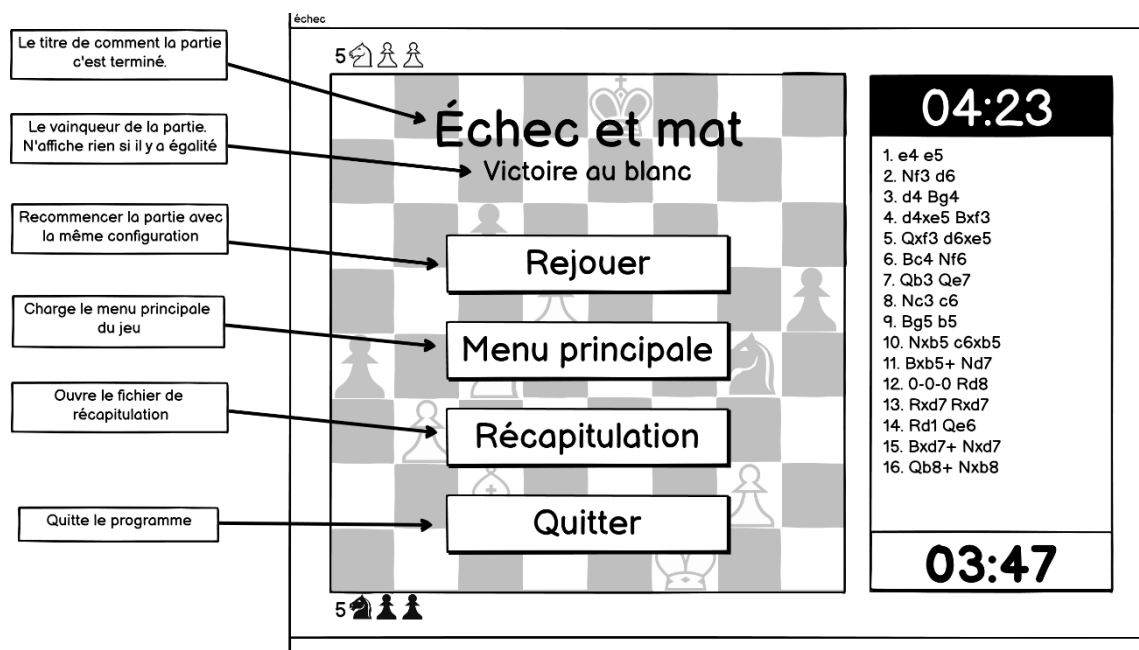 échec
Le titre de comment la partie
c'est terminé.
Le vainqueur de la partie.
N'affiche rien si il y a égalité
Recommencer la partie avec
la même configuration
Charge le menu principale
du jeu
Ouvre le fichier de
récapitulation
Quitte le programme
5
Échec et mat
Victoire au blanc
Rejouer
Menu principale
Récapitulation
Quitter
5
04:23
1. e4 e5
2. Nf3 d6
3. d4 Bg4
4. d4xe5 Bxf3
5. Qxf3 d6xe5
6. Bc4 Nf6
7. Qb3 Qe7
8. Nc3 c6
9. Bg5 b5
10. Nxb5 c6xb5
11. Bxb5+ Nd7
12. 0-0-0 Rd8
13. Rxd7 Rxd7
14. Rd1 Qe6
15. Bxd7+ Nxd7
16. Qb8+ Nxb8
03:47